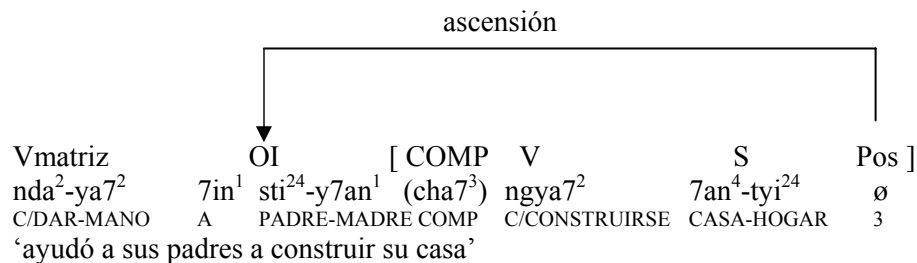 ascensión
Vmatriz OI [ COMP V S Pos ]
nda²-ya7² 7in¹ sti²⁴-y7an¹ (cha7³) ngya7² 7an⁴-tyi²⁴ ø
C/DAR-MANO A PADRE-MADRE COMP C/CONSTRUIRSE CASA-HOGAR 3
‘ayudó a sus padres a construir su casa’